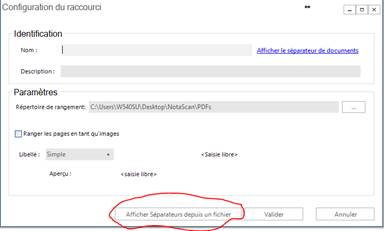 Configuration du raccourci
Identification
Nom :
Afficher le séparateur de documents
Description :
Paramètres
Répertoire de rangement: C:\Users\W540SU\Desktop\NotaScan\PDFs ...
Ranger les pages en tant qu'images
Libellé : Simple <Saisie libre>
Aperçu : <saisie libre>
Afficher Séparateurs depuis un fichier Valider Annuler